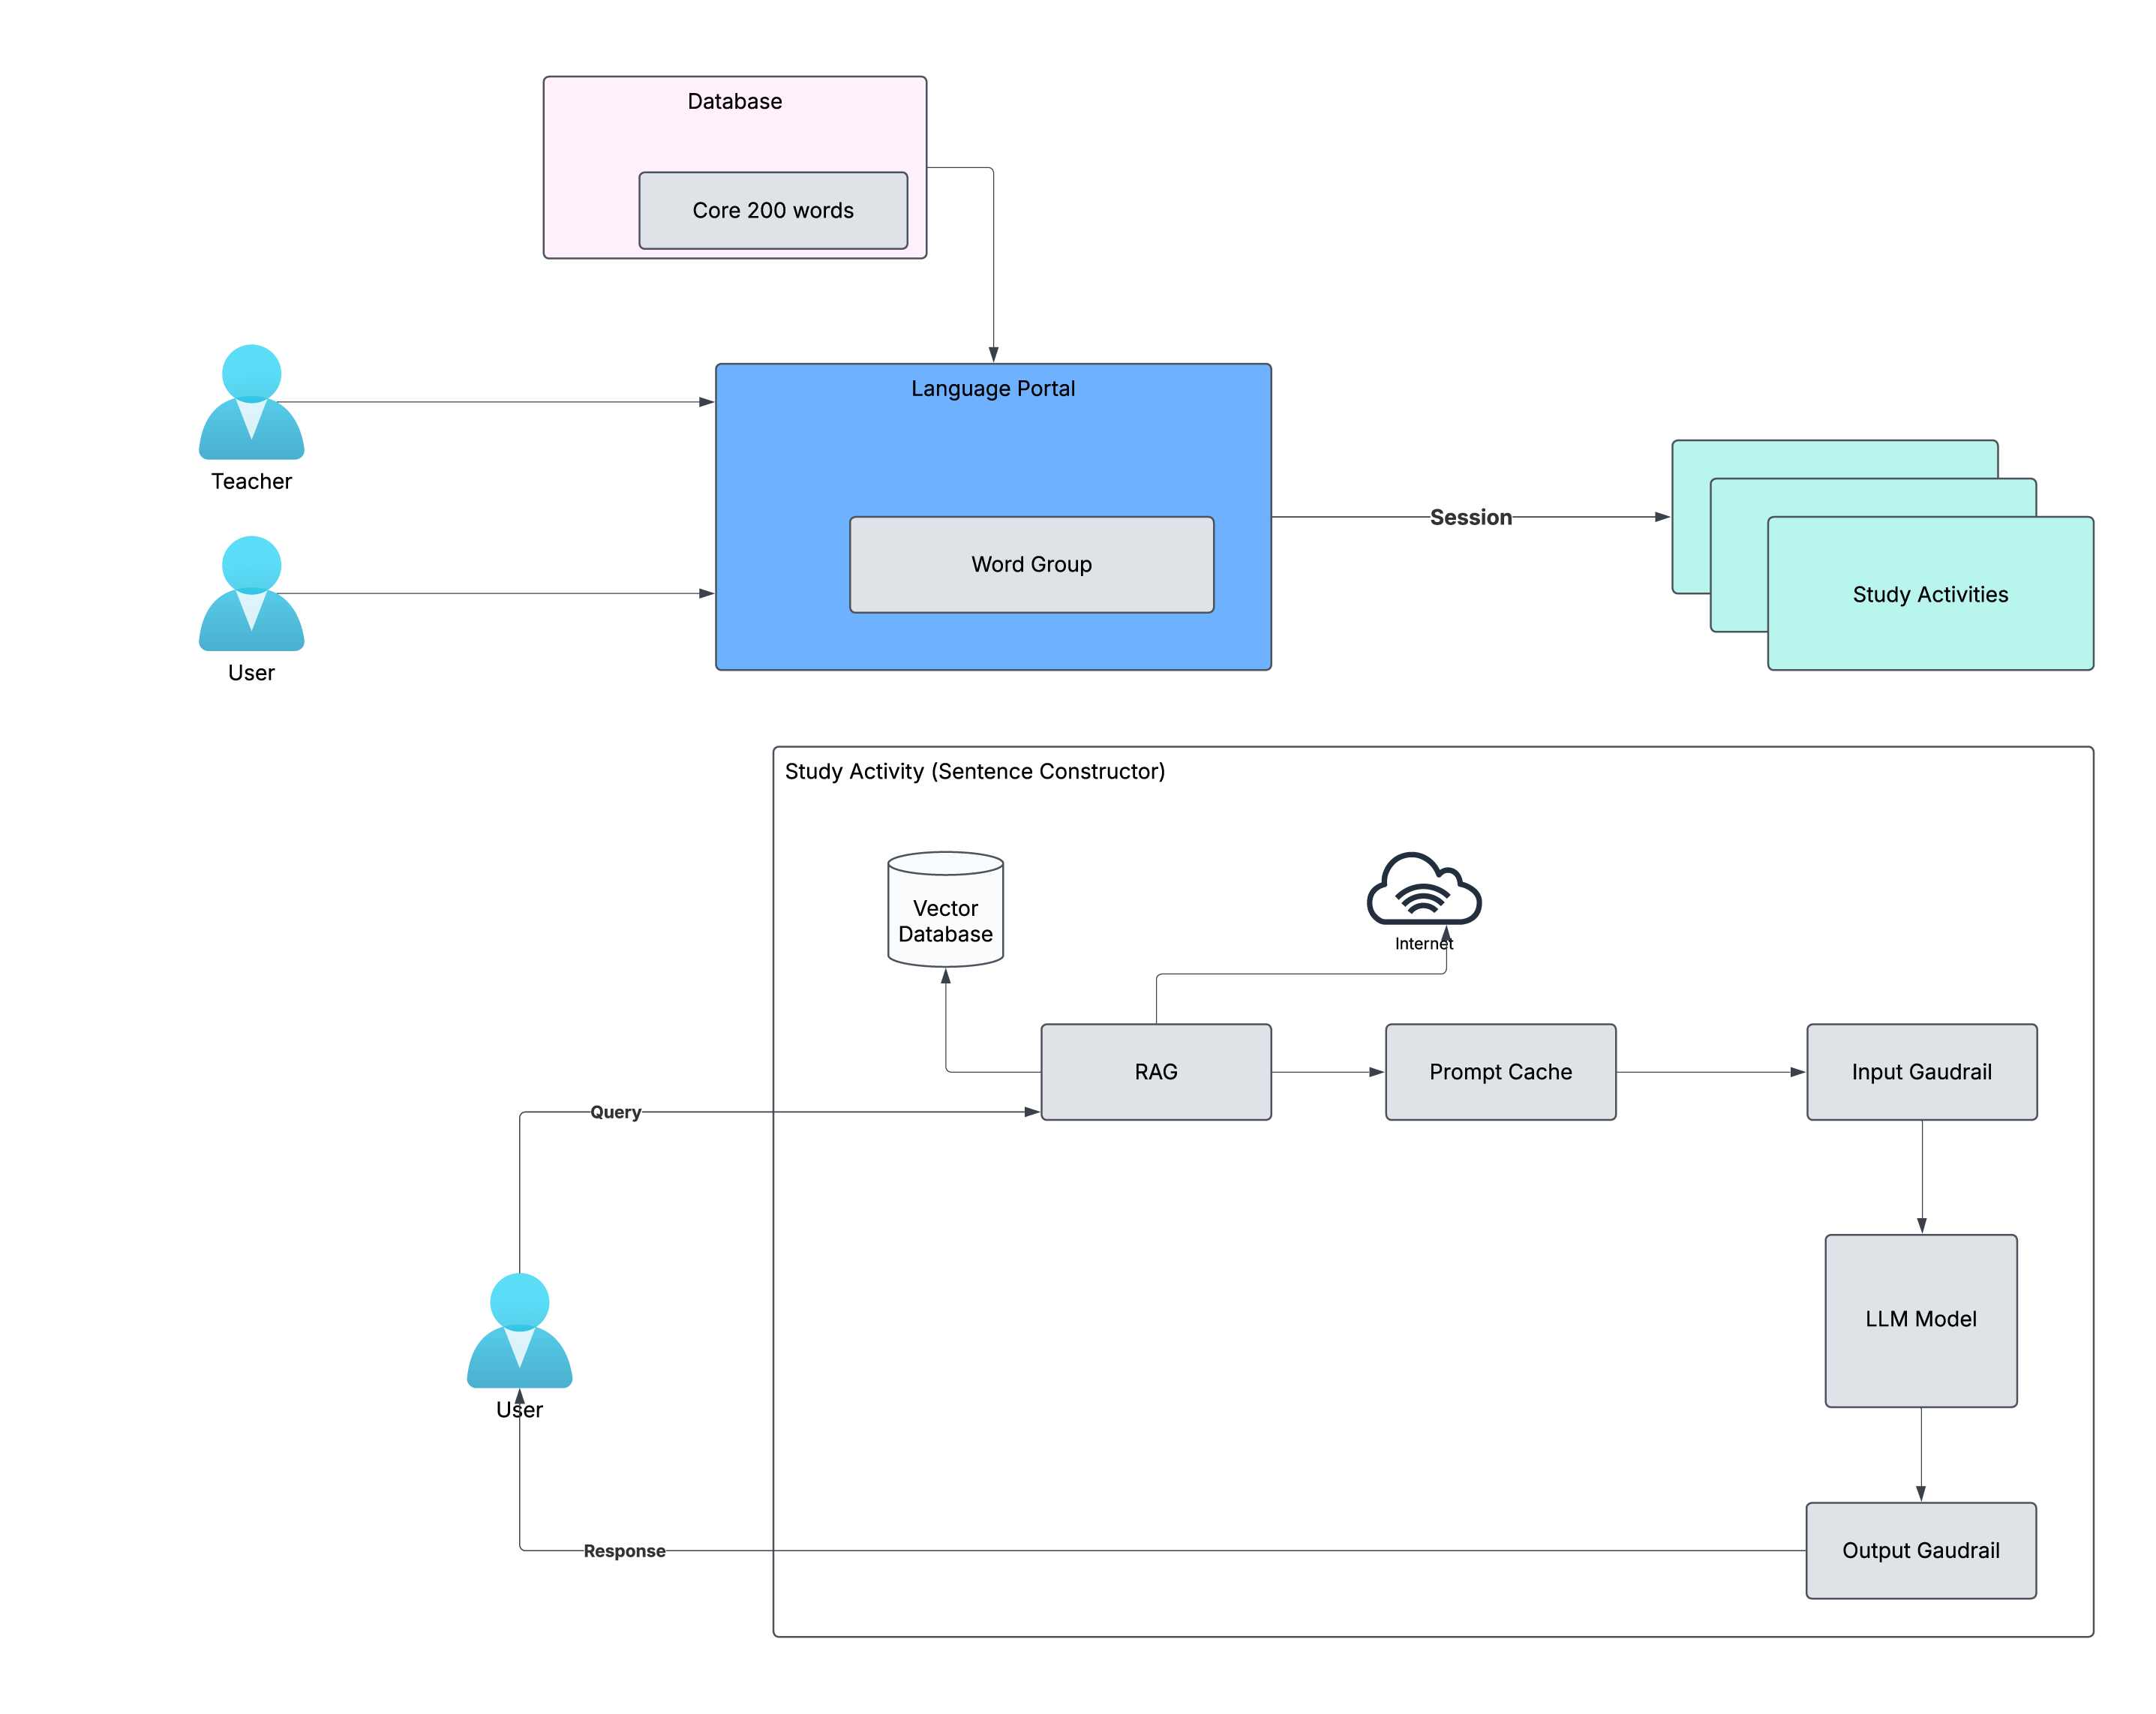 Database
Core 200 words
Teacher
User
Language Portal
Word Group
Session
Study Activities
Study Activity (Sentence Constructor)
Vector
Database
Internet
RAG
Prompt Cache
Input Gaudrail
Query
LLM Model
User
Response
Output Gaudrail